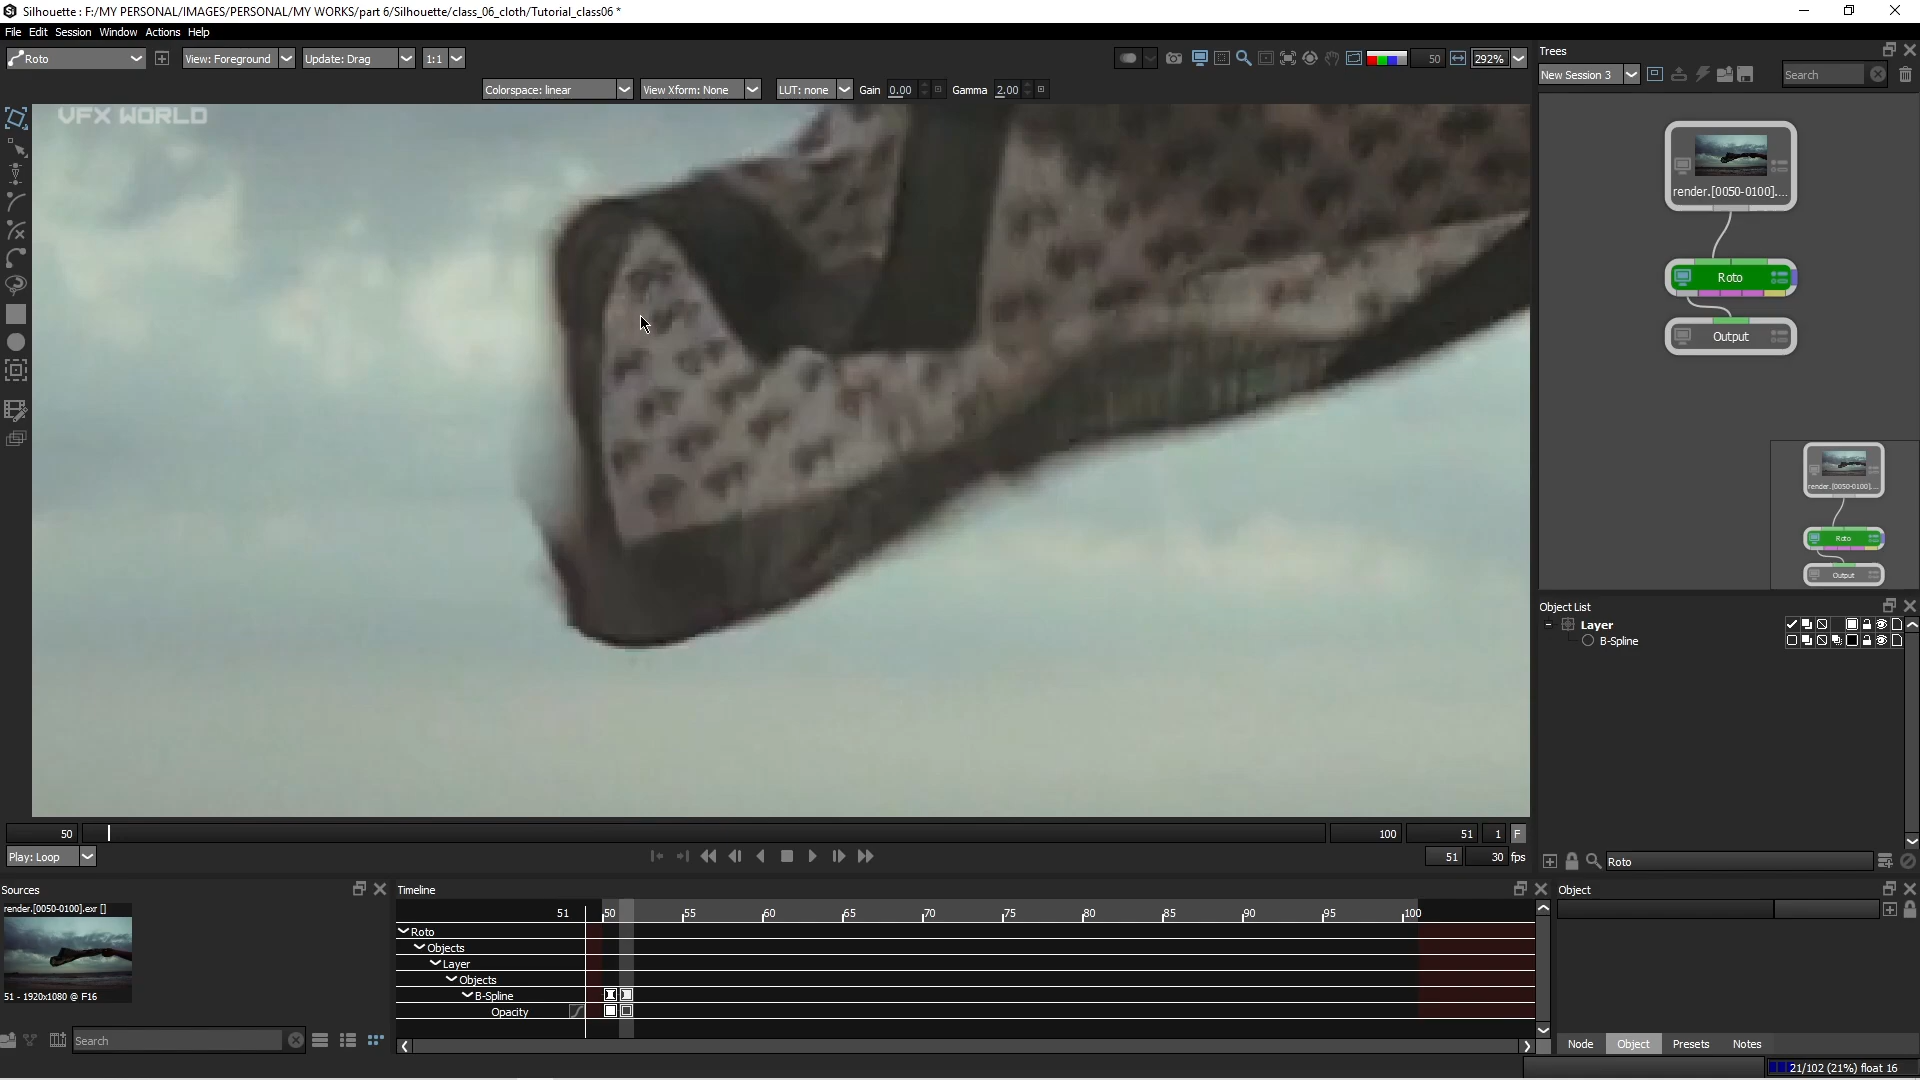 Silhouette : F:/MY PERSONAL/IMAGES/PERSONAL/MY WORKS/part 6/Silhouette/class_06_cloth/Tutorial_class06 *
File Edit Session Window Actions Help
Roto View: Foreground Update: Drag 1:1 50 292%
Colorspace: linear View Xform: None LUT: none Gain 0.00 Gamma 2.00
VFX WORLD
Trees
New Session 3 Search
render.[0050-0100]....
Roto
Output
render.[0050-0100]....
Roto
Output
Object List
Layer
B-Spline
50 100 51 1 F
Play: Loop 51 30 fps
Roto
Sources
render.[0050-0100].exr []
51 - 1920x1080 @ F16
Search
Timeline
51 50 55 60 65 70 75 80 85 90 95 100
Roto
Objects
Layer
Objects
B-Spline
Opacity
Object
Node Object Presets Notes
21/102 (21%) float 16